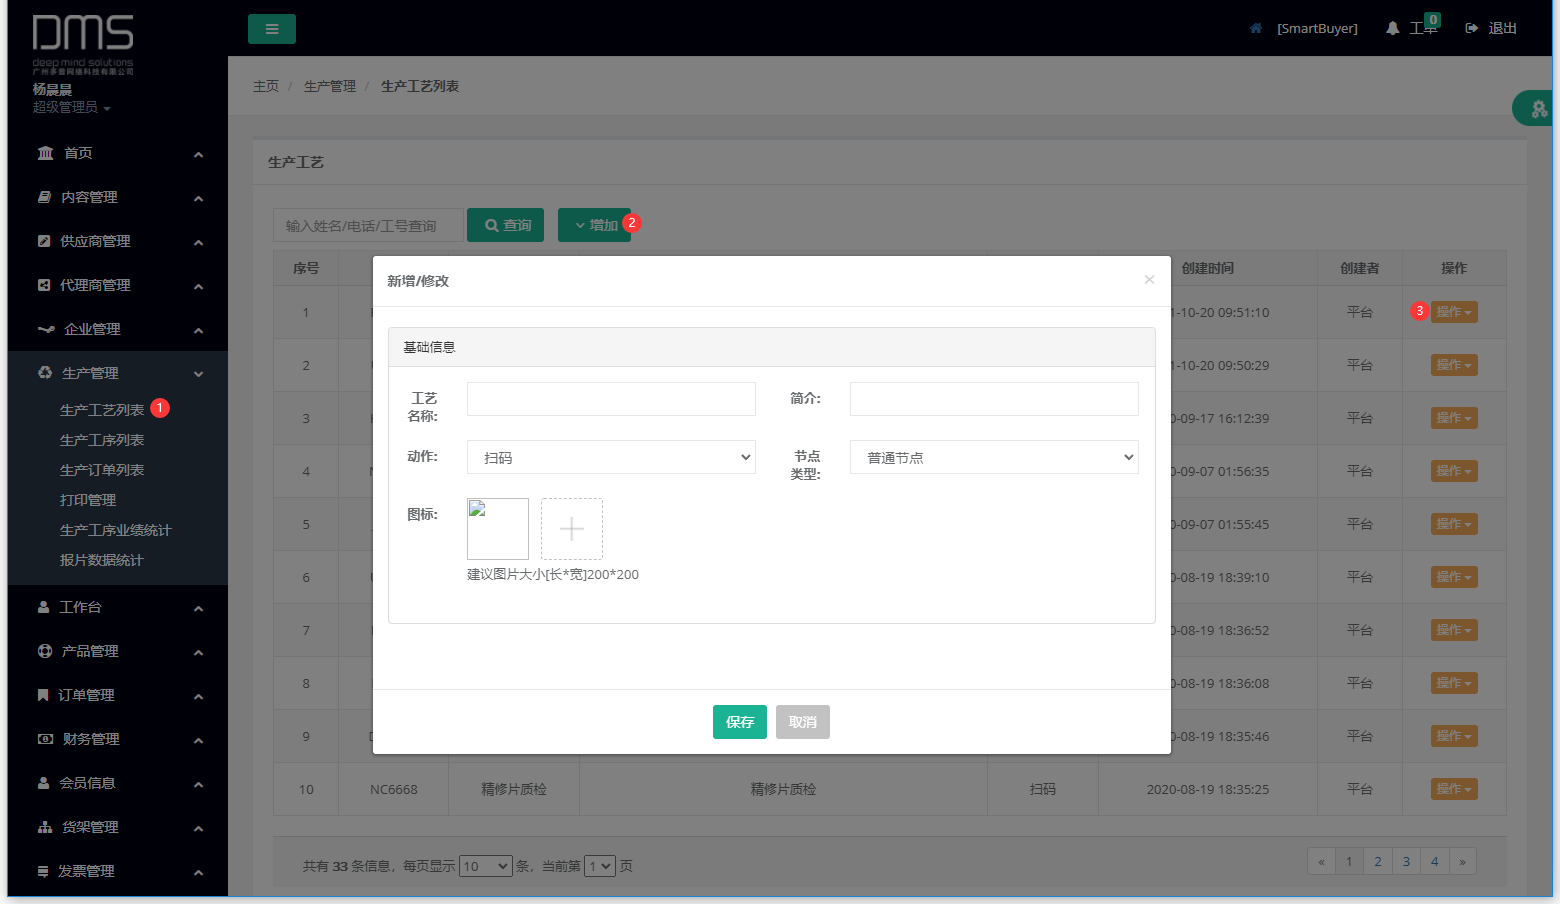 DMS
deep mind solutions
广州多普网络科技有限公司
杨晨晨
超级管理员
首页
内容管理
供应商管理
代理商管理
企业管理
生产管理
生产工艺列表 1
生产工序列表
生产订单列表
打印管理
生产工序业绩统计
报片数据统计
工作台
产品管理
订单管理
财务管理
会员信息
货架管理
发票管理
[SmartBuyer]
工单 0
退出
主页 / 生产管理 / 生产工艺列表
生产工艺
输入姓名/电话/工号查询 查询 增加 2
序号 创建时间 创建者 操作
1 1-10-20 09:51:10 平台 3 操作
2 1-10-20 09:50:29 平台 操作
3 0-09-17 16:12:39 平台 操作
4 0-09-07 01:56:35 平台 操作
5 0-09-07 01:55:45 平台 操作
6 0-08-19 18:39:10 平台 操作
7 0-08-19 18:36:52 平台 操作
8 0-08-19 18:36:08 平台 操作
9 0-08-19 18:35:46 平台 操作
10 NC6668 精修片质检 精修片质检 扫码 2020-08-19 18:35:25 平台 操作
共有 33 条信息，每页显示 10 条，当前第 1 页
« 1 2 3 4 »
新增/修改 ×
基础信息
工艺名称:
简介:
动作: 扫码
节点类型: 普通节点
图标:
建议图片大小[长*宽]200*200
保存 取消